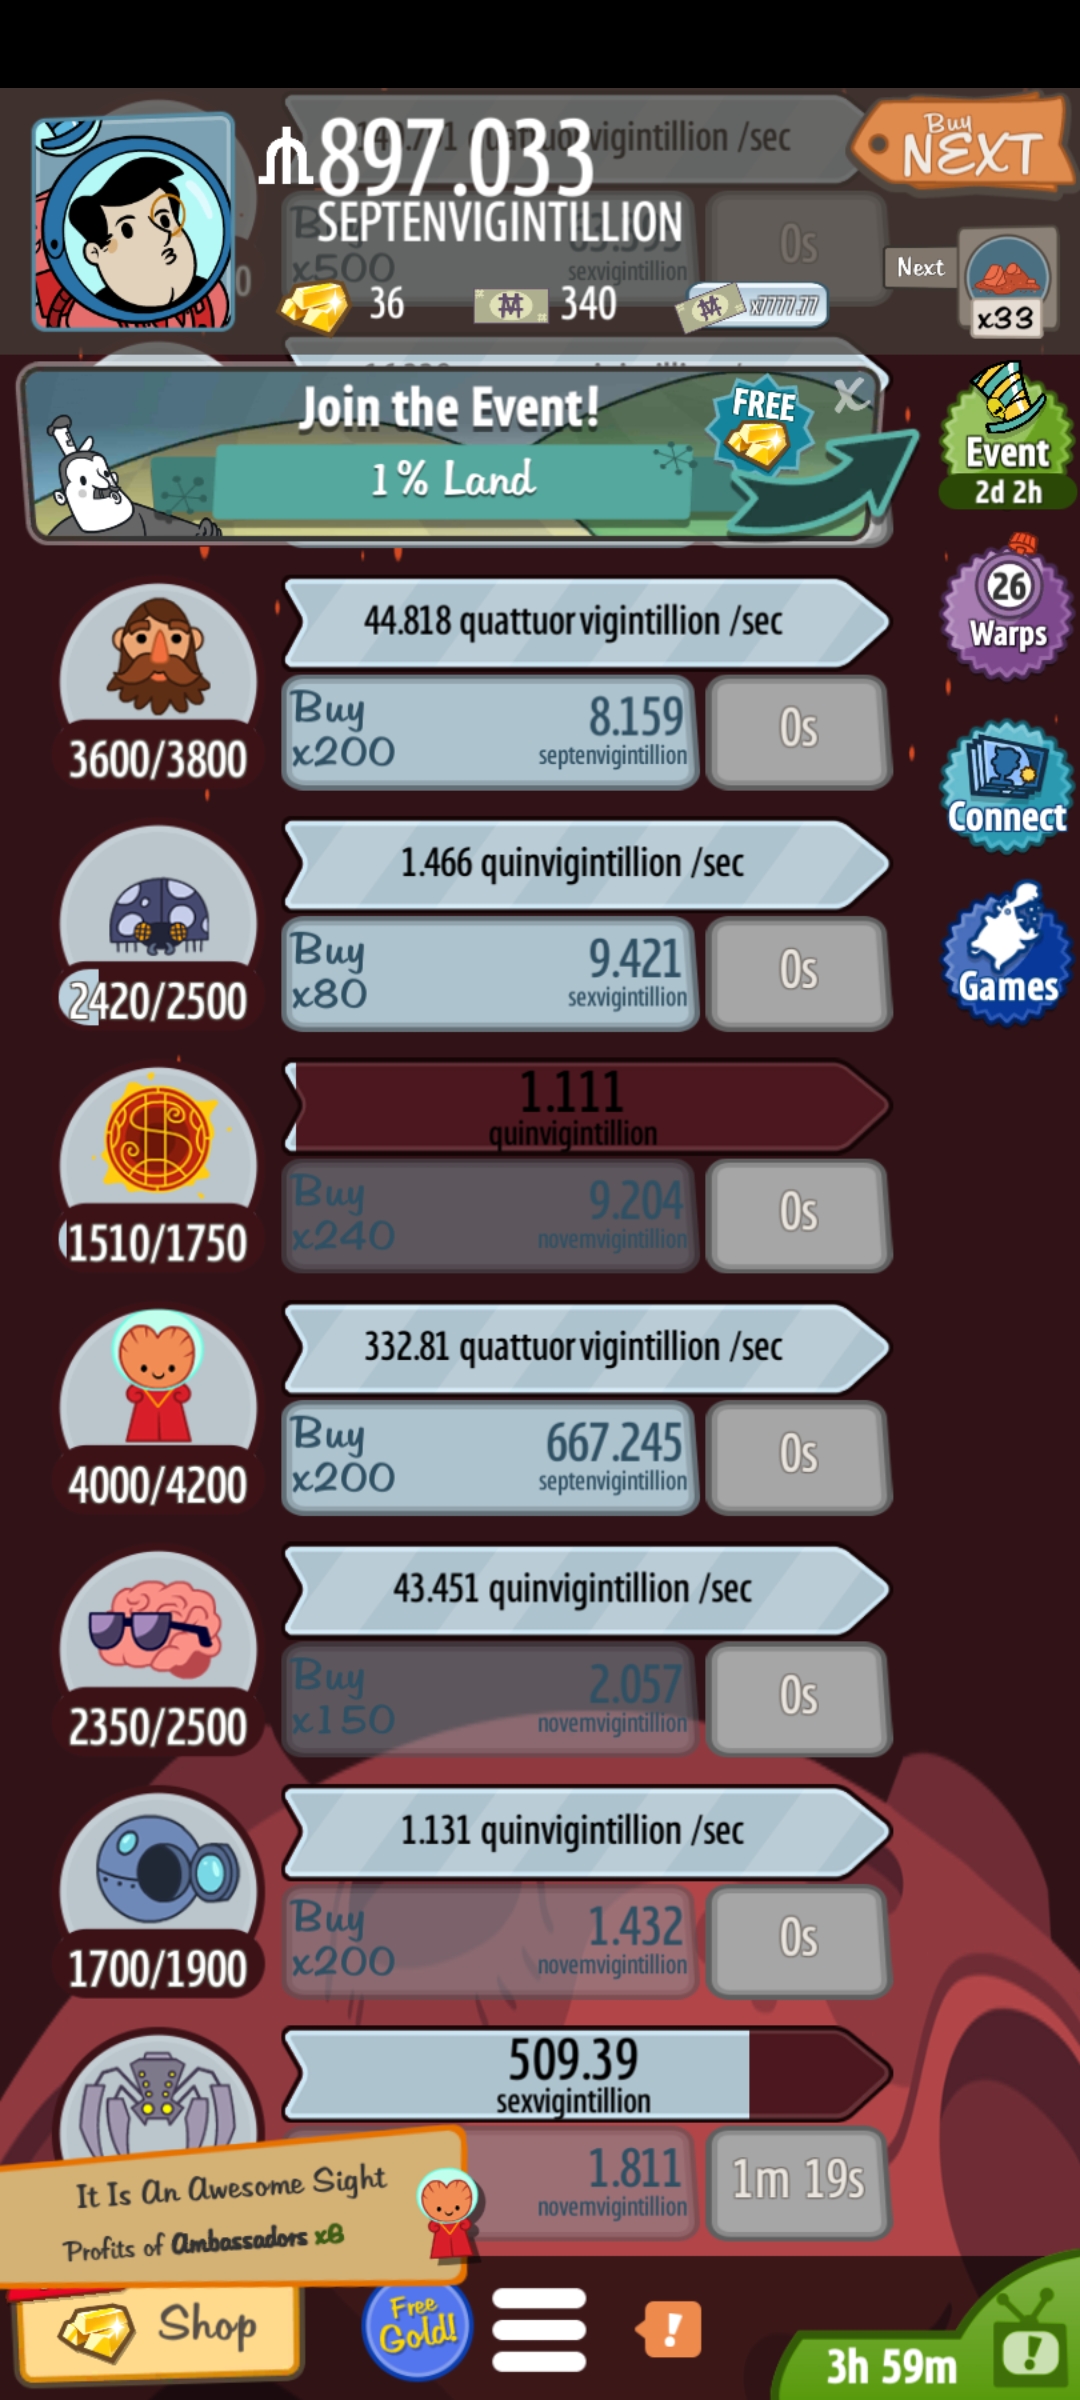 897.033
SEPTENVIGINTILLION
36
340
x7777.77
Buy
NEXT
Next
x33
x500
sexvigintillion
0s
Join the Event!
1% Land
FREE
X
Event
2d 2h
44.818 quattuorvigintillion /sec
Buy
x200
8.159
septenvigintillion
0s
3600/3800
26
Warps
Connect
1.466 quinvigintillion /sec
Buy
x80
9.421
sexvigintillion
0s
2420/2500
Games
1.111
quinvigintillion
Buy
x240
9.204
novemvigintillion
0s
1510/1750
332.81 quattuorvigintillion /sec
Buy
x200
667.245
septenvigintillion
0s
4000/4200
43.451 quinvigintillion /sec
Buy
x150
2.057
novemvigintillion
0s
2350/2500
1.131 quinvigintillion /sec
Buy
x200
1.432
novemvigintillion
0s
1700/1900
509.39
sexvigintillion
1.811
novemvigintillion
1m 19s
It Is An Awesome Sight
Profits of Ambassadors x8
Shop
Free
Gold!
!
3h 59m
!